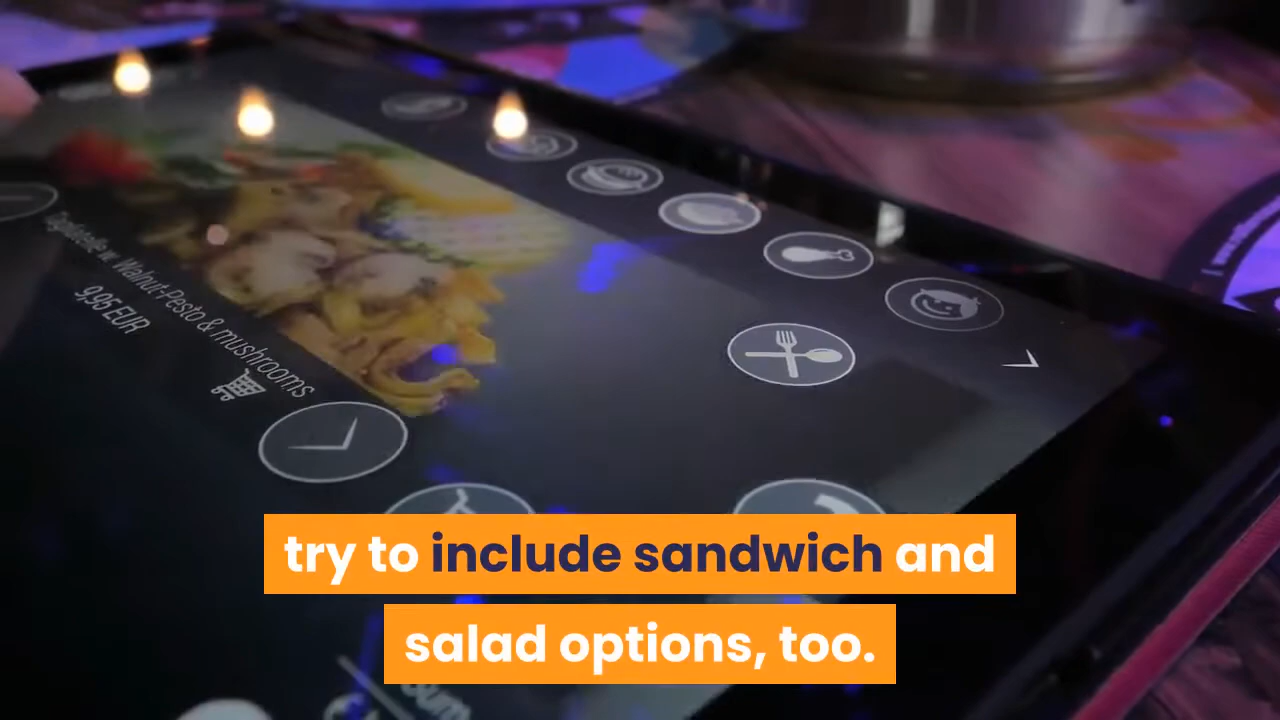 Tagliatelle w. Walnut-Pesto & mushrooms
9,95 EUR
try to include sandwich and
salad options, too.